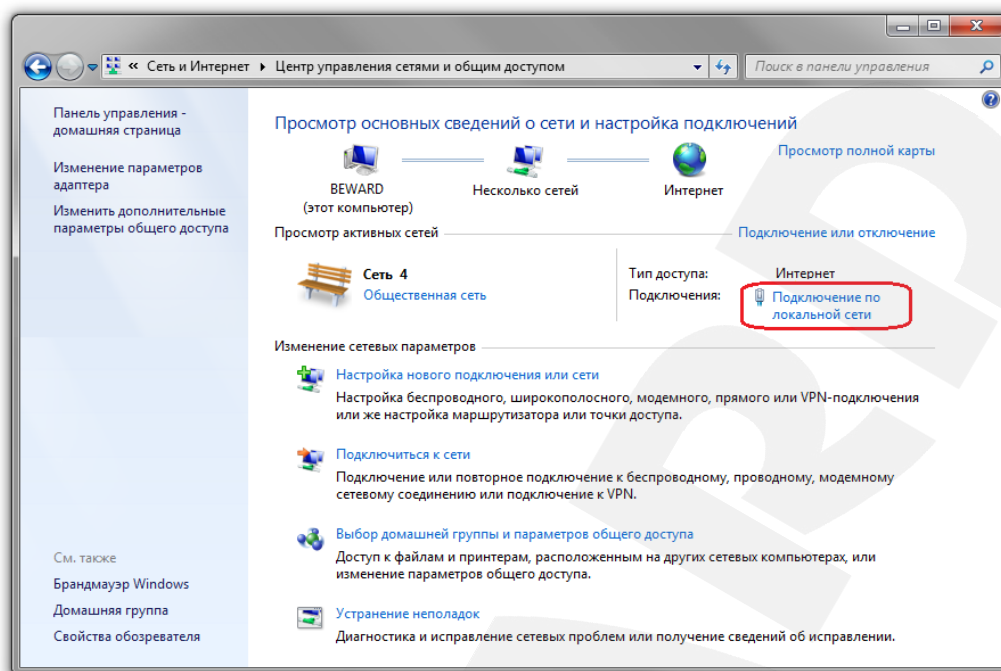 « Сеть и Интернет ▸ Центр управления сетями и общим доступом
Поиск в панели управления
Панель управления -
домашняя страница
Изменение параметров
адаптера
Изменить дополнительные
параметры общего доступа
См. также
Брандмауэр Windows
Домашняя группа
Свойства обозревателя
Просмотр основных сведений о сети и настройка подключений
Просмотр полной карты
BEWARD
(этот компьютер)
Несколько сетей
Интернет
Просмотр активных сетей
Подключение или отключение
Сеть 4
Общественная сеть
Тип доступа: Интернет
Подключения: Подключение по
локальной сети
Изменение сетевых параметров
Настройка нового подключения или сети
Настройка беспроводного, широкополосного, модемного, прямого или VPN-подключения
или же настройка маршрутизатора или точки доступа.
Подключиться к сети
Подключение или повторное подключение к беспроводному, проводному, модемному
сетевому соединению или подключение к VPN.
Выбор домашней группы и параметров общего доступа
Доступ к файлам и принтерам, расположенным на других сетевых компьютерах, или
изменение параметров общего доступа.
Устранение неполадок
Диагностика и исправление сетевых проблем или получение сведений об исправлении.